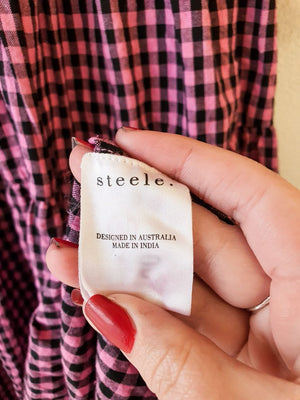 steele.
DESIGNED IN AUSTRALIA
MADE IN INDIA